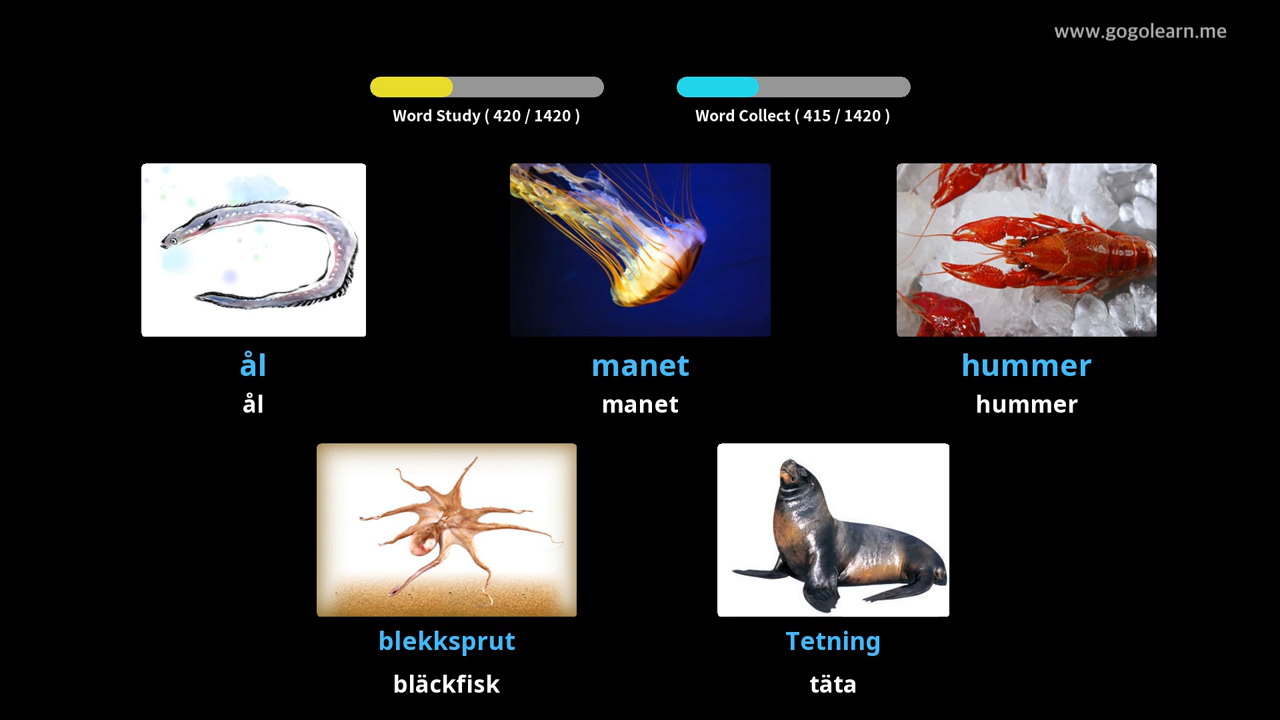 www.gogolearn.me
Word Study ( 420 / 1420 )
Word Collect ( 415 / 1420 )
ål
ål
manet
manet
hummer
hummer
blekksprut
bläckfisk
Tetning
täta